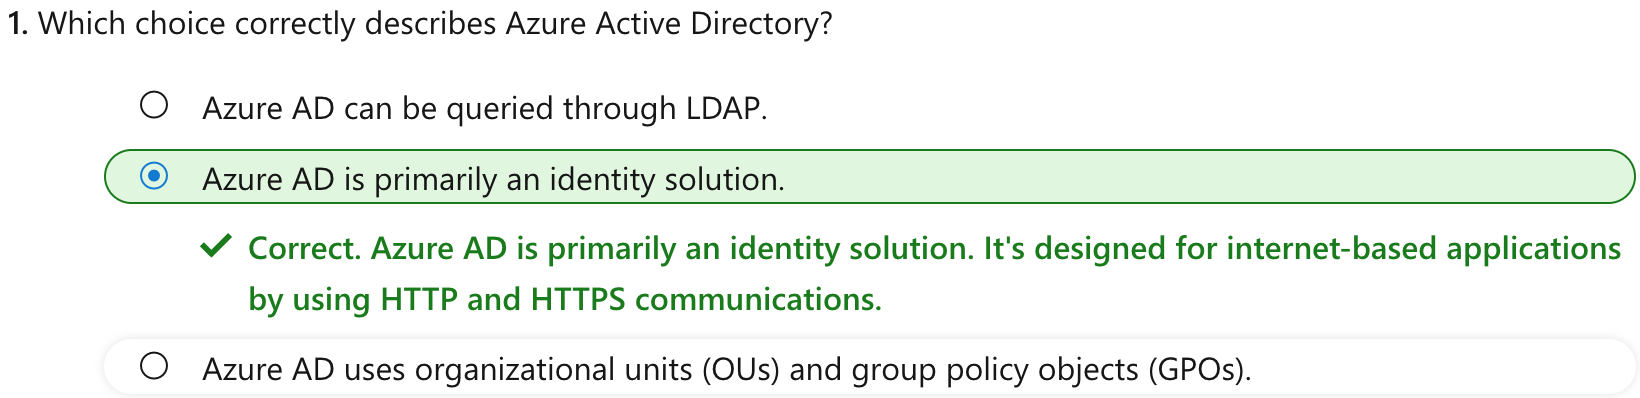 1. Which choice correctly describes Azure Active Directory?
Azure AD can be queried through LDAP.
Azure AD is primarily an identity solution.
Correct. Azure AD is primarily an identity solution. It's designed for internet-based applications
by using HTTP and HTTPS communications.
Azure AD uses organizational units (OUs) and group policy objects (GPOs).